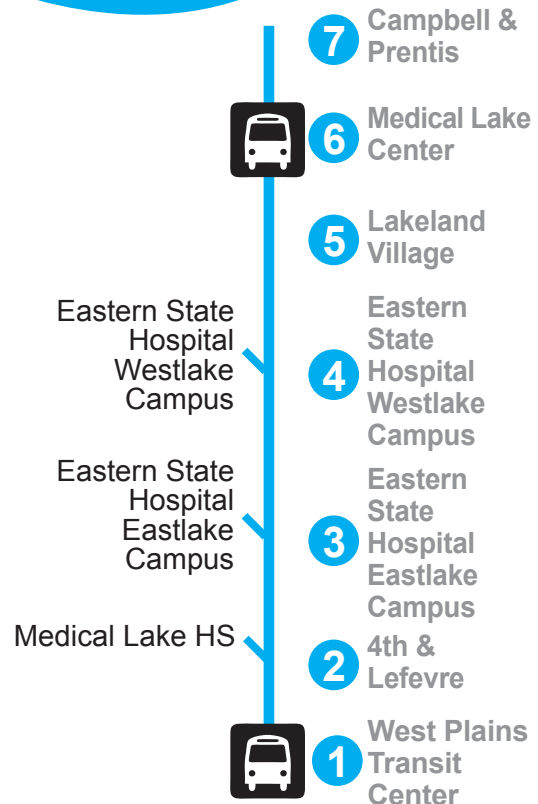 7
Campbell &
Prentis
6
Medical Lake
Center
5
Lakeland
Village
Eastern State
Hospital
Westlake
Campus
4
Eastern
State
Hospital
Westlake
Campus
Eastern State
Hospital
Eastlake
Campus
3
Eastern
State
Hospital
Eastlake
Campus
Medical Lake HS
2
4th &
Lefevre
1
West Plains
Transit
Center